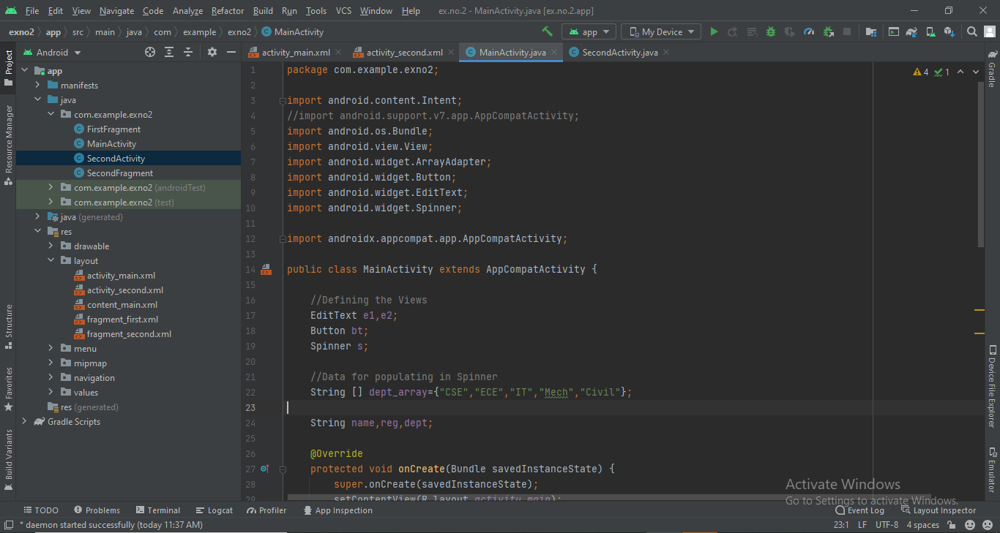 File Edit View Navigate Code Analyze Refactor Build Run Tools VCS Window Help ex.no.2 - MainActivity.java [ex.no.2.app]
exno2 app src main java com example exno2 MainActivity app My Device
Android activity_main.xml activity_second.xml MainActivity.java SecondActivity.java
Project
Resource Manager
Structure
Favorites
Build Variants
app
manifests
java
com.example.exno2
FirstFragment
MainActivity
SecondActivity
SecondFragment
com.example.exno2 (androidTest)
com.example.exno2 (test)
java (generated)
res
drawable
layout
activity_main.xml
activity_second.xml
content_main.xml
fragment_first.xml
fragment_second.xml
menu
mipmap
navigation
values
res (generated)
Gradle Scripts
1 package com.example.exno2;
2
3 import android.content.Intent;
4 //import android.support.v7.app.AppCompatActivity;
5 import android.os.Bundle;
6 import android.view.View;
7 import android.widget.ArrayAdapter;
8 import android.widget.Button;
9 import android.widget.EditText;
10 import android.widget.Spinner;
11
12 import androidx.appcompat.app.AppCompatActivity;
13
14 public class MainActivity extends AppCompatActivity {
15
16 //Defining the Views
17 EditText e1,e2;
18 Button bt;
19 Spinner s;
20
21 //Data for populating in Spinner
22 String [] dept_array={"CSE","ECE","IT","Mech","Civil"};
23
24 String name,reg,dept;
25
26 @Override
27 protected void onCreate(Bundle savedInstanceState) {
28 super.onCreate(savedInstanceState);
29 setContentView(R.layout.activity_main);
4 1
Gradle
Device File Explorer
Emulator
Activate Windows
Go to Settings to activate Windows.
TODO Problems Terminal Logcat Profiler App Inspection Event Log Layout Inspector
* daemon started successfully (today 11:37 AM) 23:1 LF UTF-8 4 spaces